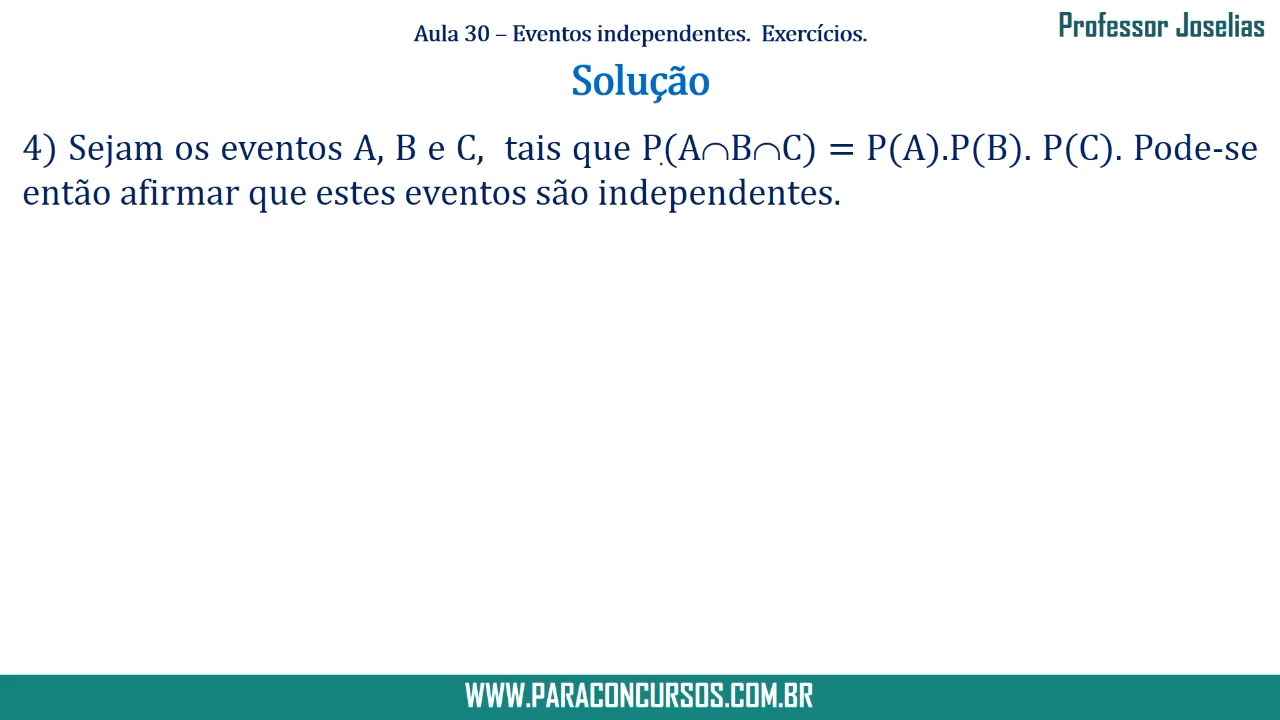 Aula 30 – Eventos independentes. Exercícios.
Professor Joselias
Solução
4) Sejam os eventos A, B e C, tais que P(A∩B∩C) = P(A).P(B). P(C). Pode-se
então afirmar que estes eventos são independentes.
WWW.PARACONCURSOS.COM.BR